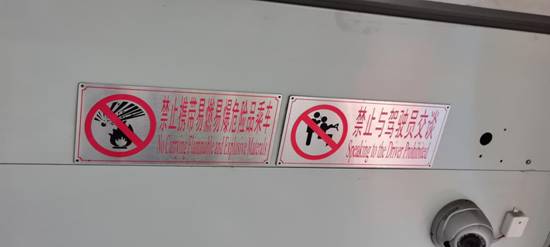 禁止携带易燃易爆危险品乘车
No Carrying Flammable and Explosive Materials
禁止与驾驶员交谈
Speaking to the Driver Prohibited